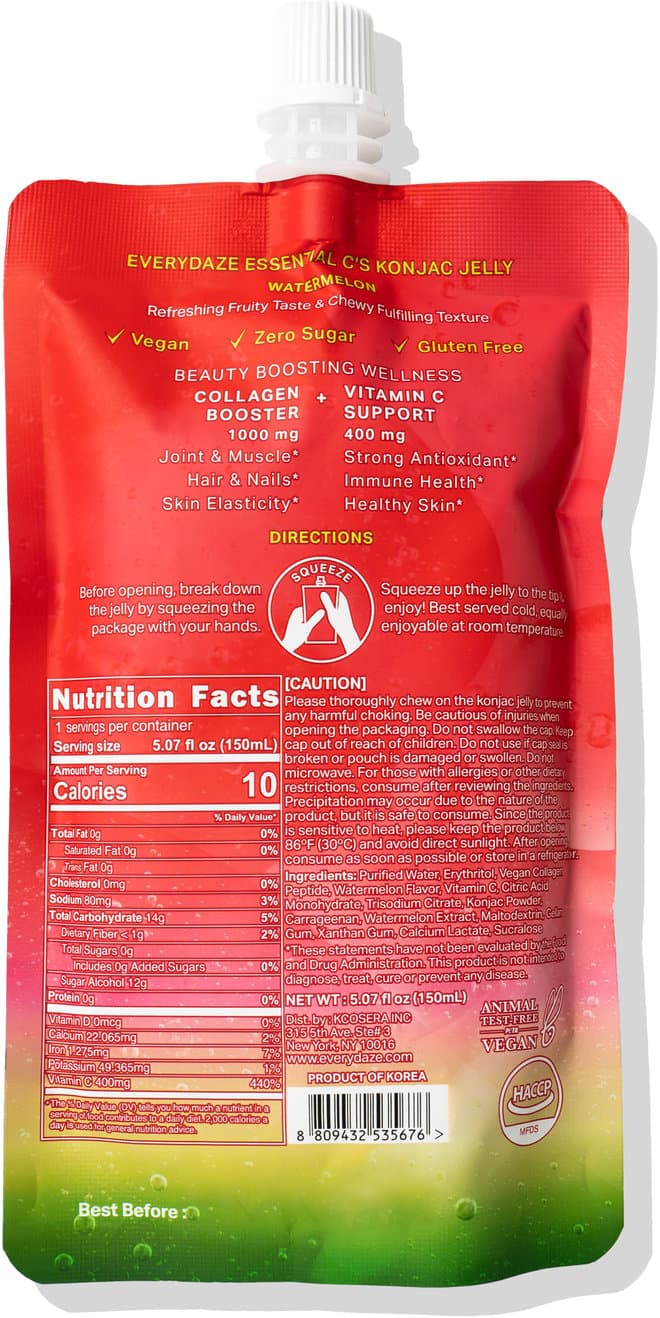 EVERYDAZE ESSENTIAL C'S KONJAC JELLY
WATERMELON
Refreshing Fruity Taste & Chewy Fulfilling Texture
Vegan
Zero Sugar
Gluten Free
BEAUTY BOOSTING WELLNESS
COLLAGEN
BOOSTER
1000 mg
Joint & Muscle*
Hair & Nails*
Skin Elasticity*
+
VITAMIN C
SUPPORT
400 mg
Strong Antioxidant*
Immune Health*
Healthy Skin*
DIRECTIONS
Before opening, break down
the jelly by squeezing the
package with your hands.
SQUEEZE
Squeeze up the jelly to the tip &
enjoy! Best served cold, equally
enjoyable at room temperature.
Nutrition Facts
1 servings per container
Serving size 5.07 fl oz (150mL)
Amount Per Serving
Calories 10
% Daily Value*
Total Fat 0g 0%
Saturated Fat 0g 0%
Trans Fat 0g
Cholesterol 0mg 0%
Sodium 80mg 3%
Total Carbohydrate 14g 5%
Dietary Fiber < 1g 2%
Total Sugars 0g
Includes 0g Added Sugars 0%
Sugar Alcohol 12g
Protein 0g 0%
Vitamin D 0mcg 0%
Calcium 22.065mg 2%
Iron 1.275mg 7%
Potassium 49.365mg 1%
Vitamin C 400mg 440%
*The % Daily Value (DV) tells you how much a nutrient in a
serving of food contributes to a daily diet. 2,000 calories a
day is used for general nutrition advice.
[CAUTION]
Please thoroughly chew on the konjac jelly to prevent
any harmful choking. Be cautious of injuries when
opening the packaging. Do not swallow the cap. Keep
cap out of reach of children. Do not use if cap seal is
broken or pouch is damaged or swollen. Do not
microwave. For those with allergies or other dietary
restrictions, consume after reviewing the ingredients.
Precipitation may occur due to the nature of the
product, but it is safe to consume. Since the product
is sensitive to heat, please keep the product below
86°F (30°C) and avoid direct sunlight. After opening,
consume as soon as possible or store in a refrigerator.
Ingredients: Purified Water, Erythritol, Vegan Collagen
Peptide, Watermelon Flavor, Vitamin C, Citric Acid
Monohydrate, Trisodium Citrate, Konjac Powder,
Carrageenan, Watermelon Extract, Maltodextrin, Gellan
Gum, Xanthan Gum, Calcium Lactate, Sucralose
*These statements have not been evaluated by the Food
and Drug Administration. This product is not intended to
diagnose, treat, cure or prevent any disease.
NET WT : 5.07 fl oz (150mL)
Dist. by : KCOSERA INC
315 5th Ave. Ste# 3
New York, NY 10016
www.everydaze.com
PRODUCT OF KOREA
8 809432 535676 >
ANIMAL
TEST-FREE
VEGAN
HACCP
MFDS
Best Before :